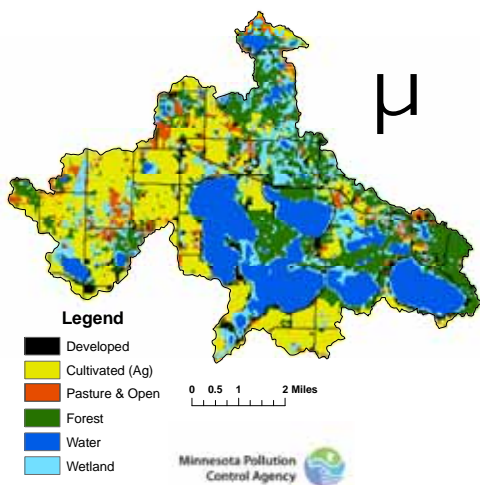 µ
Legend
Developed
Cultivated (Ag)
Pasture & Open
Forest
Water
Wetland
0 0.5 1 2 Miles
Minnesota Pollution
Control Agency